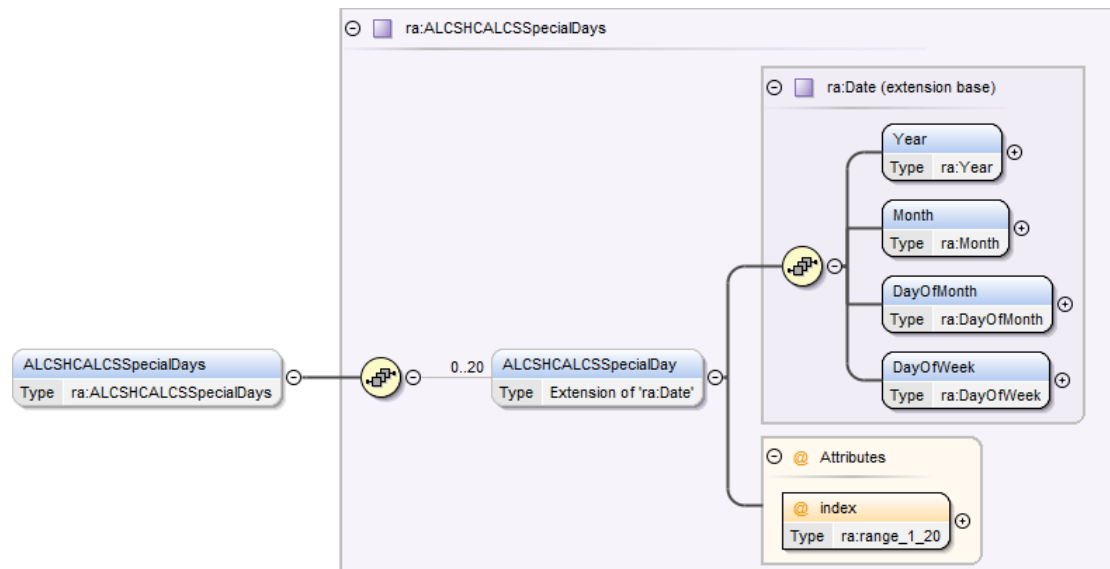 ra:ALCSHCALCSSpecialDays
ra:Date (extension base)
Year
Type ra:Year
Month
Type ra:Month
DayOfMonth
Type ra:DayOfMonth
ALCSHCALCSSpecialDays
Type ra:ALCSHCALCSSpecialDays
0..20
ALCSHCALCSSpecialDay
Type Extension of 'ra:Date'
DayOfWeek
Type ra:DayOfWeek
@ Attributes
@ index
Type ra:range_1_20